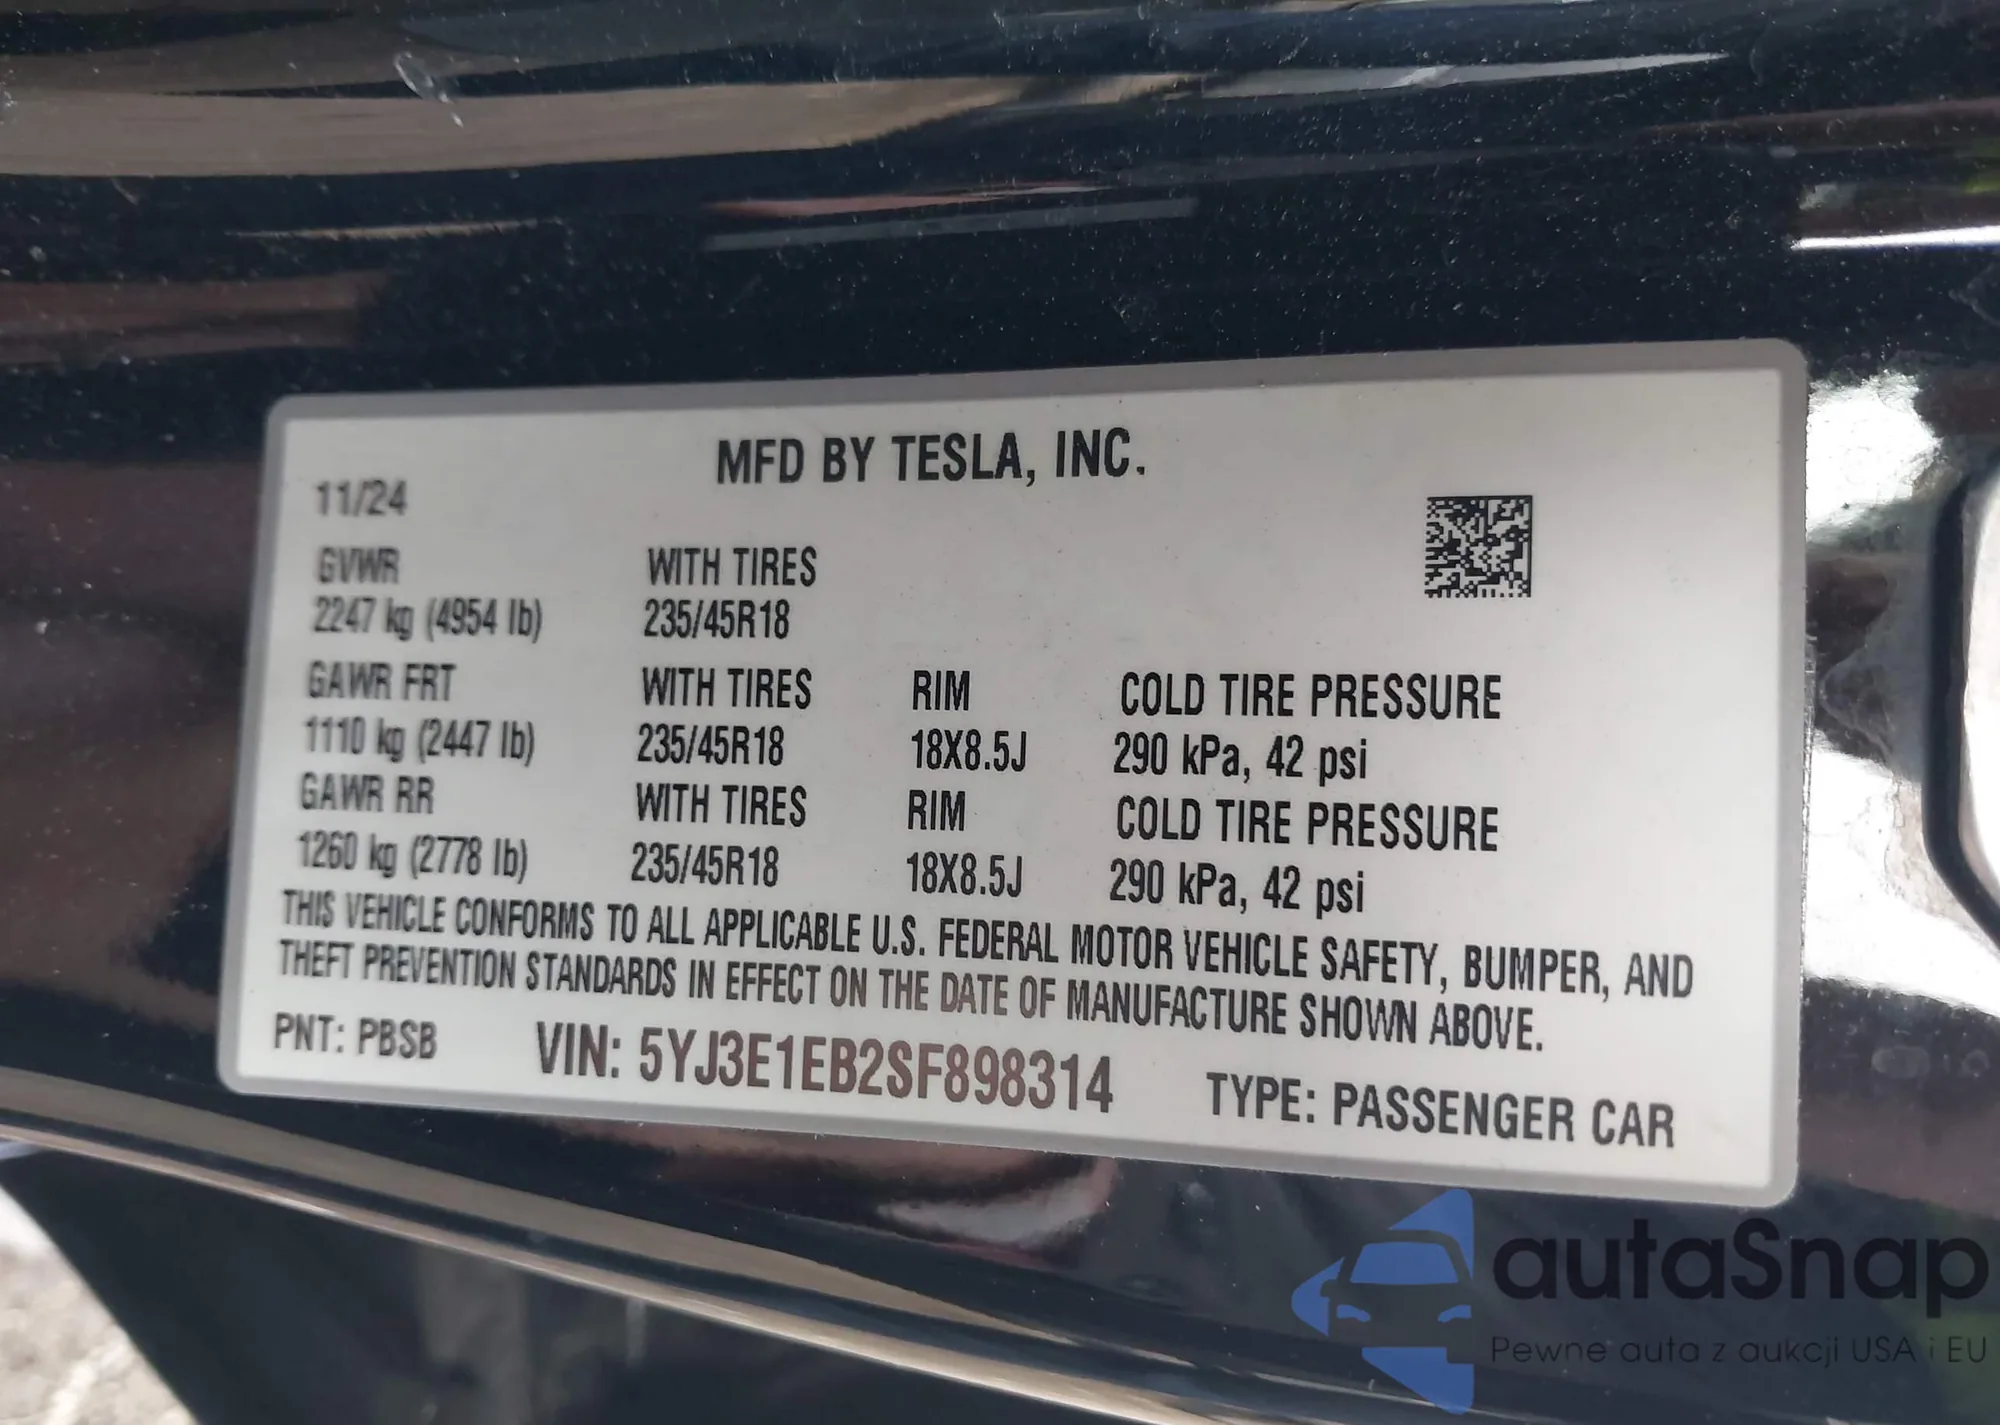 MFD BY TESLA, INC.
11/24
GVWR WITH TIRES
2247 kg (4954 lb) 235/45R18
GAWR FRT WITH TIRES RIM COLD TIRE PRESSURE
1110 kg (2447 lb) 235/45R18 18X8.5J 290 kPa, 42 psi
GAWR RR WITH TIRES RIM COLD TIRE PRESSURE
1260 kg (2778 lb) 235/45R18 18X8.5J 290 kPa, 42 psi
THIS VEHICLE CONFORMS TO ALL APPLICABLE U.S. FEDERAL MOTOR VEHICLE SAFETY, BUMPER, AND
THEFT PREVENTION STANDARDS IN EFFECT ON THE DATE OF MANUFACTURE SHOWN ABOVE.
PNT: PBSB VIN: 5YJ3E1EB2SF898314 TYPE: PASSENGER CAR
autaSnap
Pewne auta z aukcji USA i EU